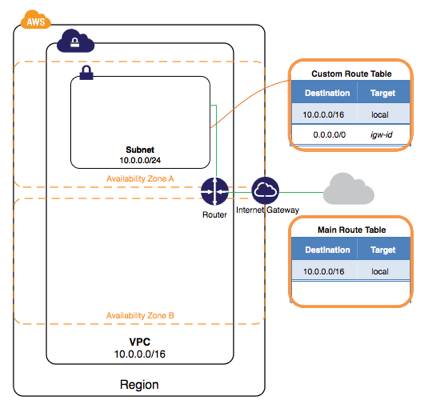 AWS
Custom Route Table
Destination Target
10.0.0.0/16 local
0.0.0.0/0 igw-id
Subnet
10.0.0.0/24
Availability Zone A
Router
Internet Gateway
Main Route Table
Destination Target
10.0.0.0/16 local
Availability Zone B
VPC
10.0.0.0/16
Region